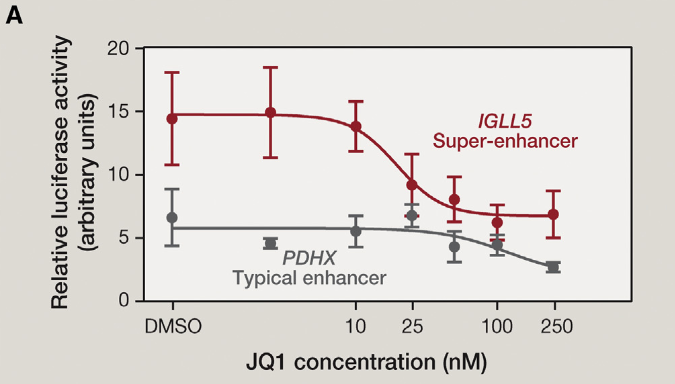 A
Relative luciferase activity
(arbitrary units)
20
15
10
5
0
IGLL5
Super-enhancer
PDHX
Typical enhancer
DMSO
10
25
100
250
JQ1 concentration (nM)